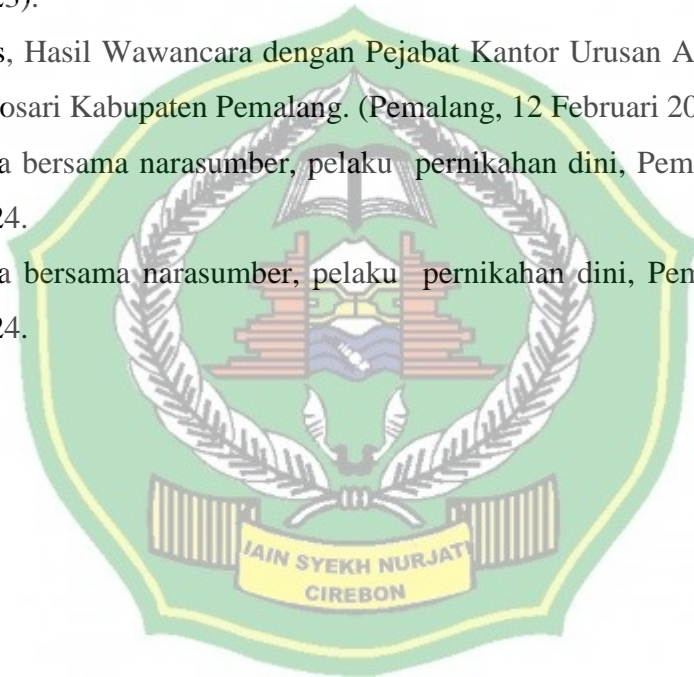 23).
s, Hasil Wawancara dengan Pejabat Kantor Urusan A
osari Kabupaten Pemalang. (Pemalang, 12 Februari 20
a bersama narasumber, pelaku pernikahan dini, Pem
24.
a bersama narasumber, pelaku pernikahan dini, Pem
24.
IAIN SYEKH NURJATI
CIREBON